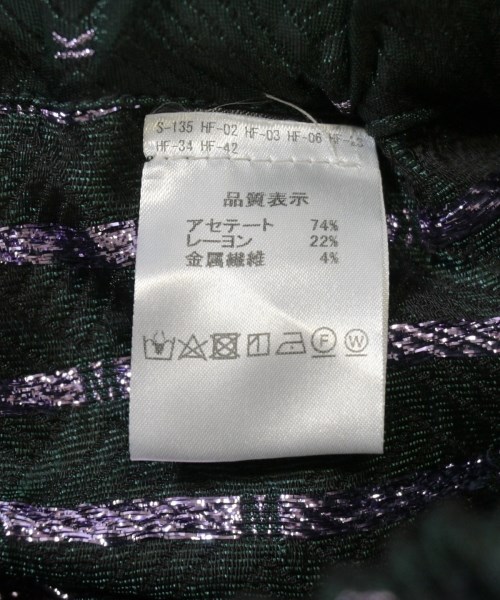 S-135 HF-02 HF-03 HF-06
HF-34 HF-42
品質表示
アセテート 74%
レーヨン 22%
金属繊維 4%
F W